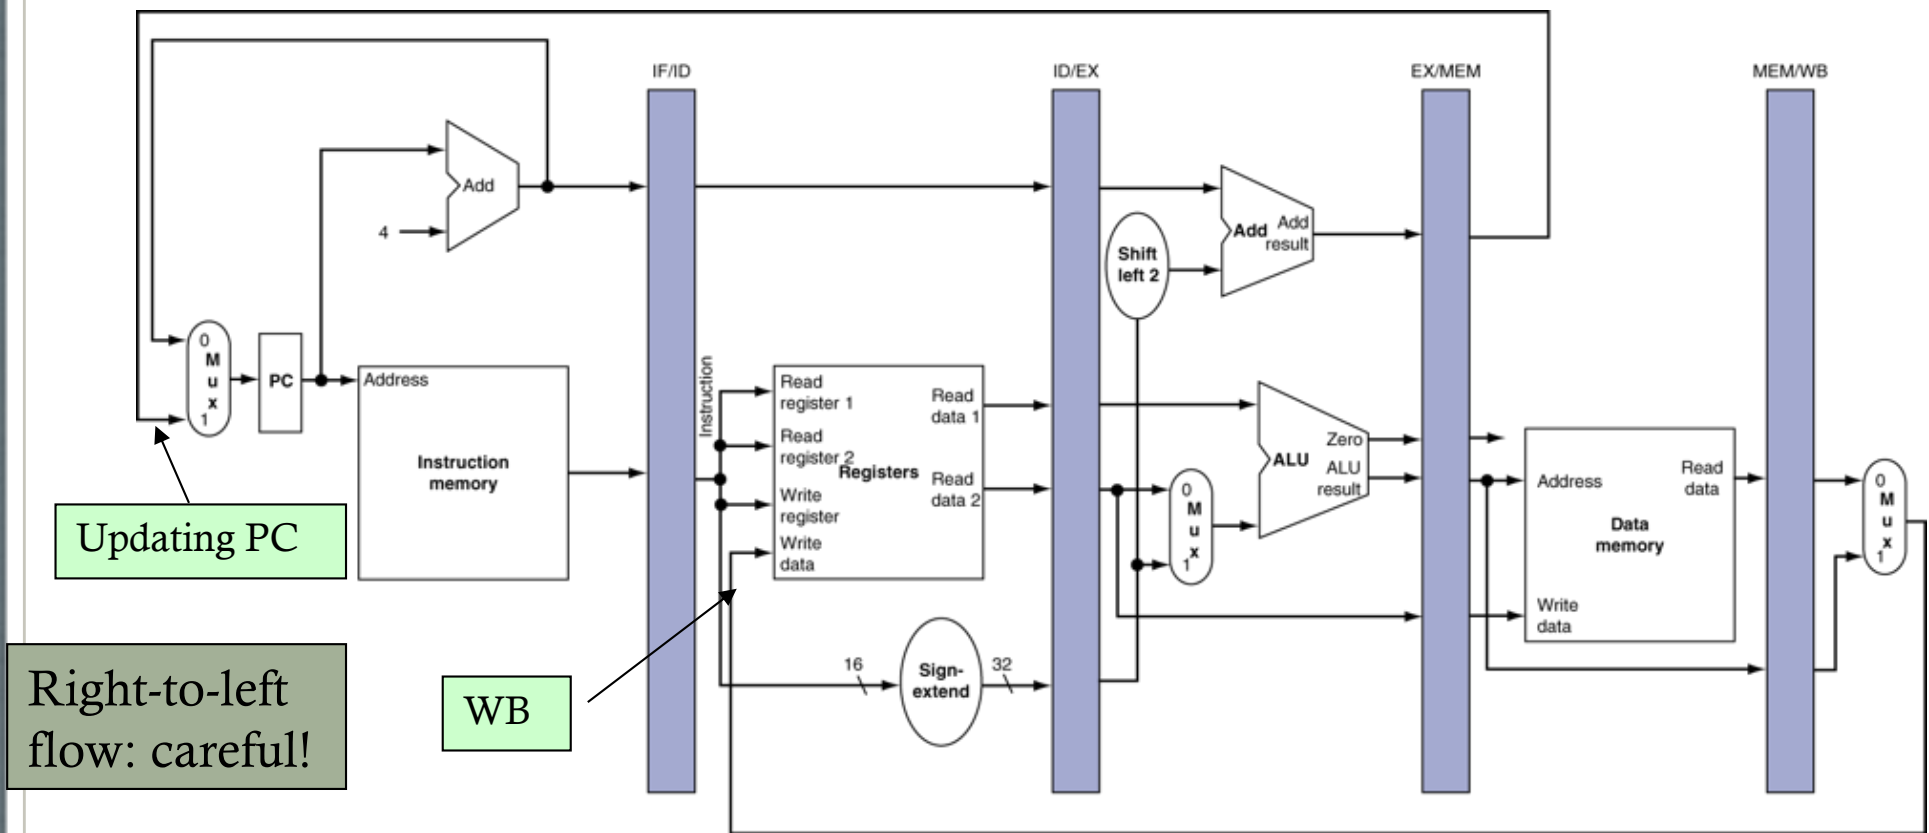 IF/ID
ID/EX
EX/MEM
MEM/WB
Add
4
Shift
left 2
Add
Add
result
0
M
u
x
1
PC
Address
Instruction
memory
Instruction
Read
register 1
Read
register 2
Write
register
Write
data
Registers
Read
data 1
Read
data 2
16
Sign-
extend
32
0
M
u
x
1
ALU
Zero
ALU
result
Address
Read
data
Data
memory
Write
data
0
M
u
x
1
Updating PC
WB
Right-to-left
flow: careful!